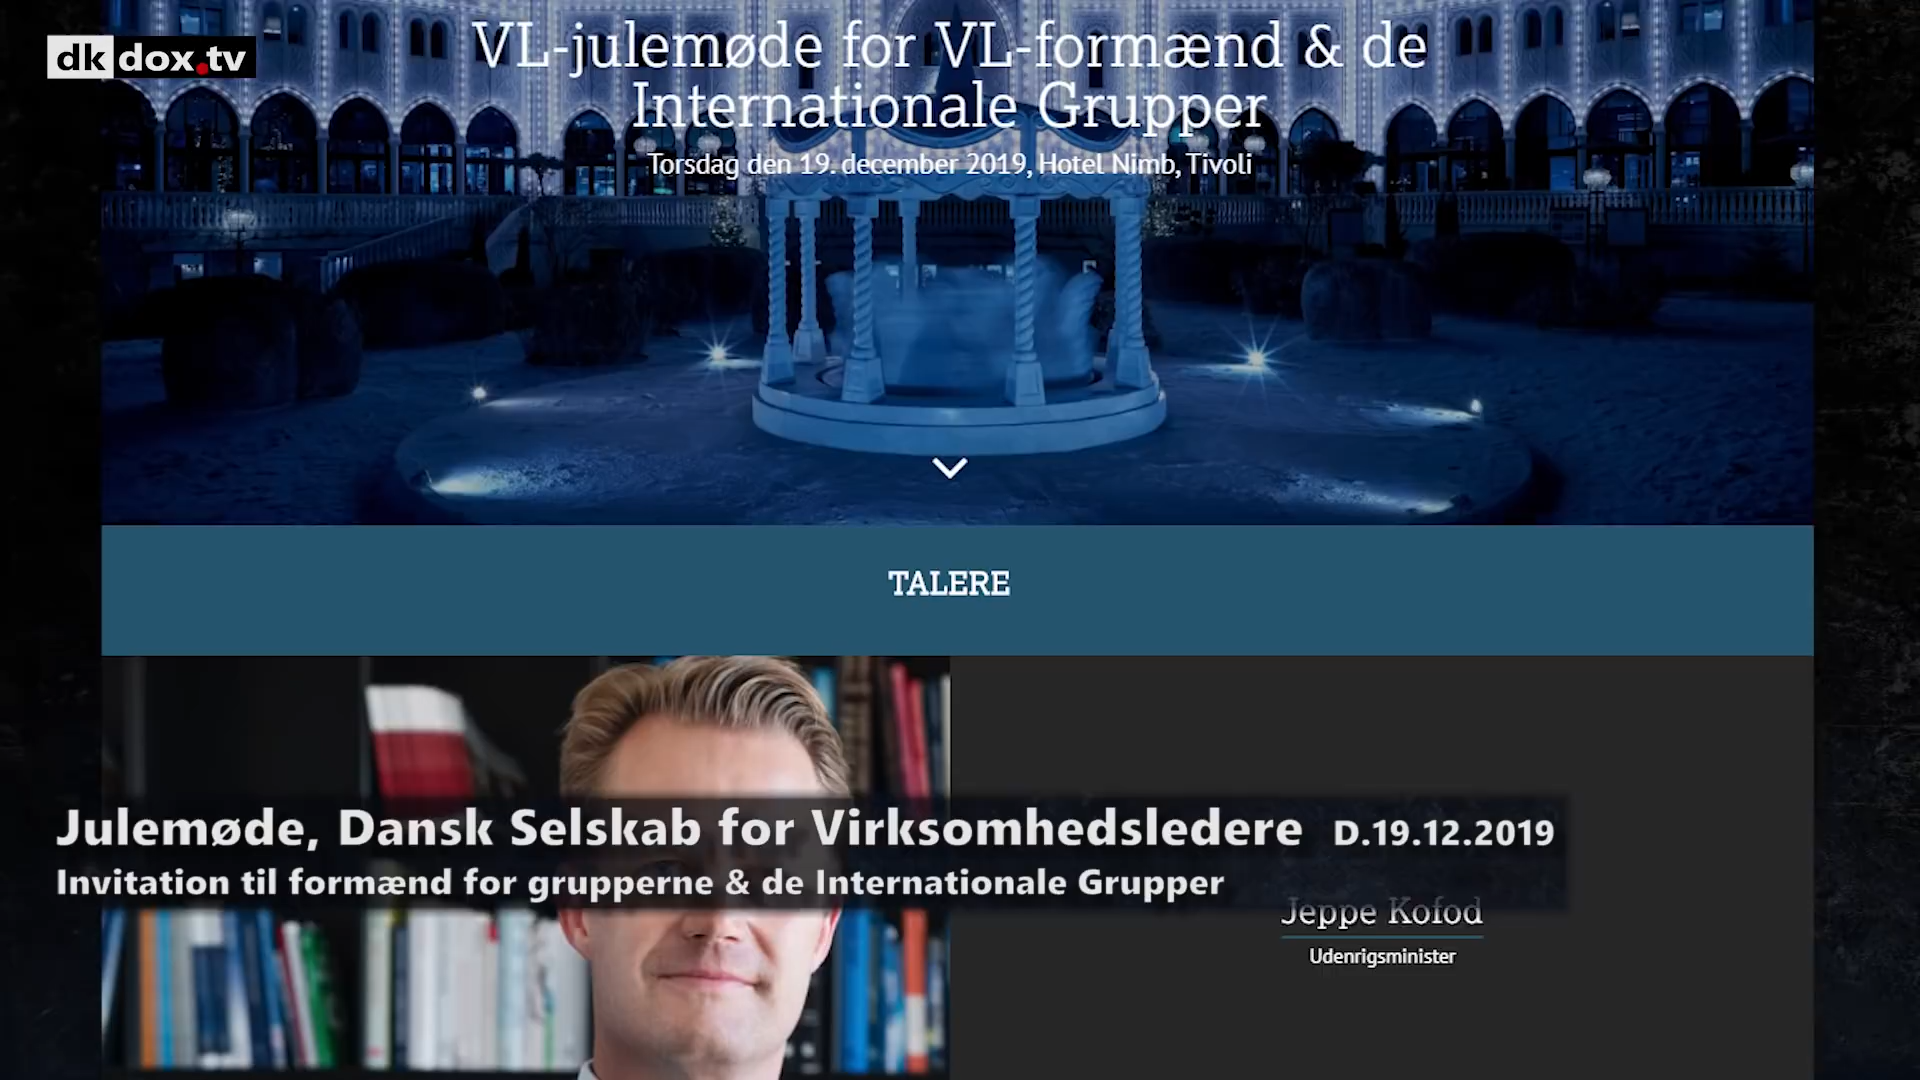 dk dox.tv
VL-julemøde for VL-formænd & de
Internationale Grupper
Torsdag den 19. december 2019, Hotel Nimb, Tivoli
TALERE
Julemøde, Dansk Selskab for Virksomhedsledere D.19.12.2019
Invitation til formænd for grupperne & de Internationale Grupper
Jeppe Kofod
Udenrigsminister